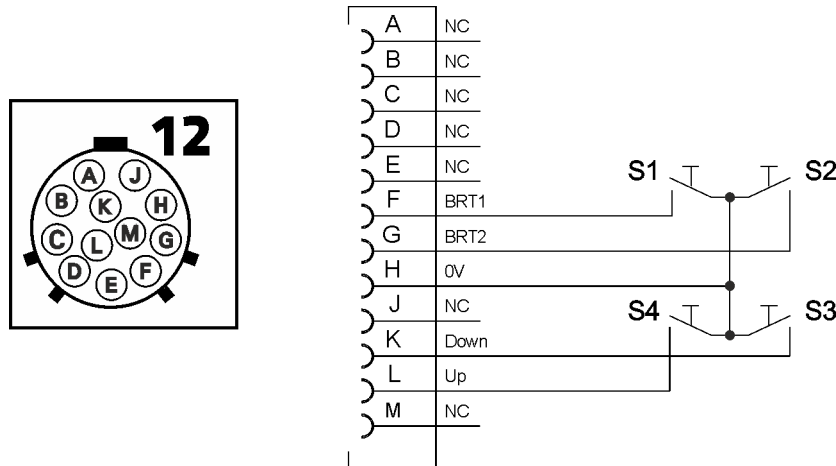 12
A J
B K H
C L M G
D E F
A NC
B NC
C NC
D NC
E NC
F BRT1
G BRT2
H 0V
J NC
K Down
L Up
M NC
S1 S2
S4 S3